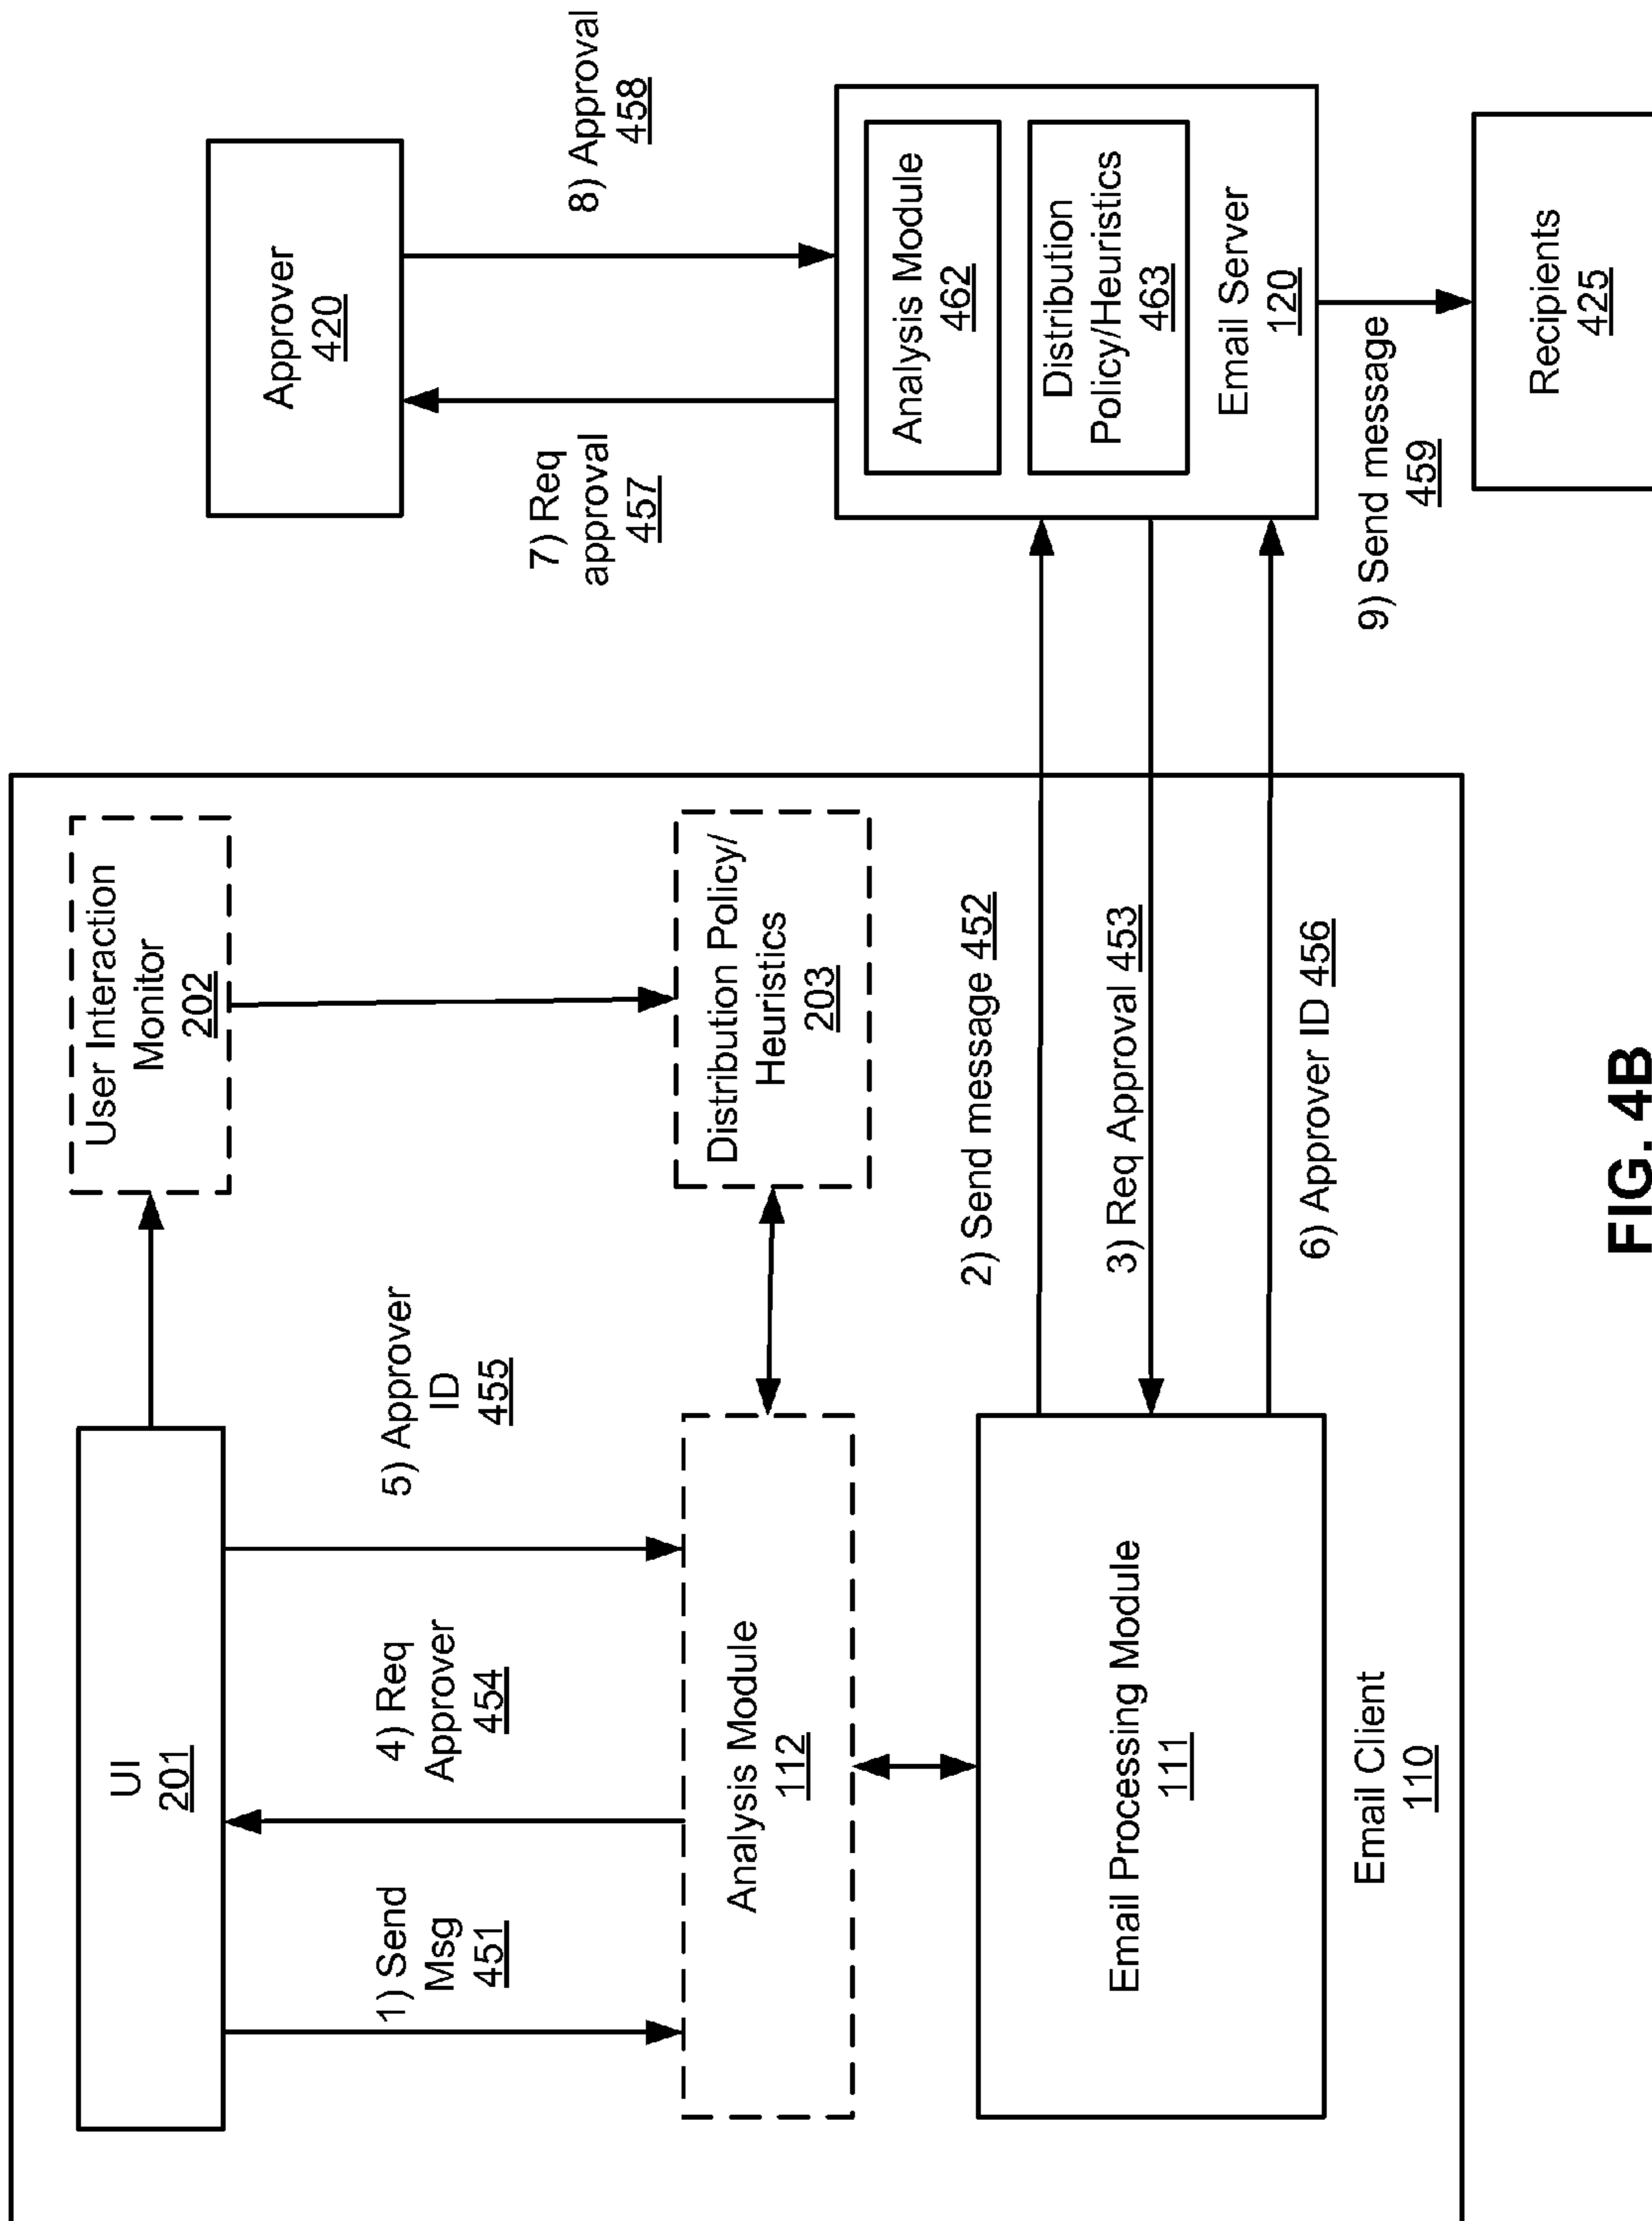 UI
201
User Interaction
Monitor
202
1) Send
Msg
451
4) Req
Approver
454
5) Approver
ID
455
Analysis Module
112
Distribution Policy/
Heuristics
203
Email Processing Module
111
Email Client
110
2) Send message 452
3) Req Approval 453
6) Approver ID 456
Approver
420
7) Req
approval
457
8) Approval
458
Analysis Module
462
Distribution
Policy/Heuristics
463
Email Server
120
9) Send message
459
Recipients
425
FIG. 4B